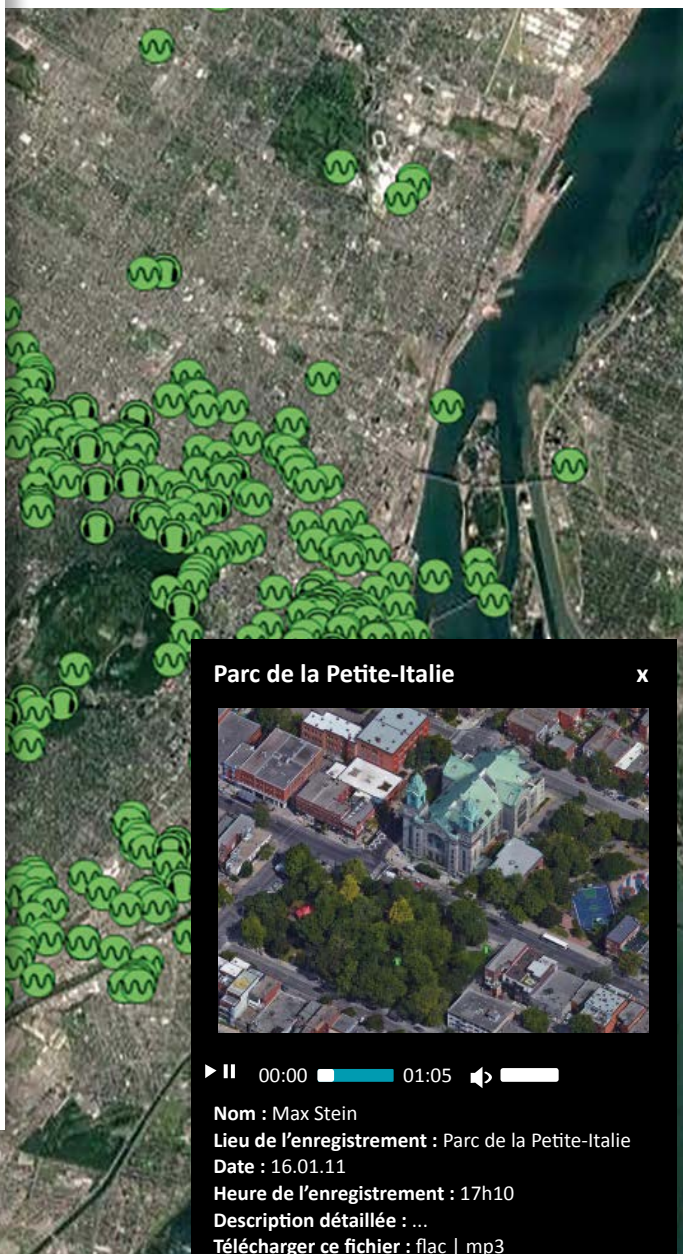 Parc de la Petite-Italie x
00:00 01:05
Nom : Max Stein
Lieu de l'enregistrement : Parc de la Petite-Italie
Date : 16.01.11
Heure de l'enregistrement : 17h10
Description détaillée : ...
Télécharger ce fichier : flac | mp3